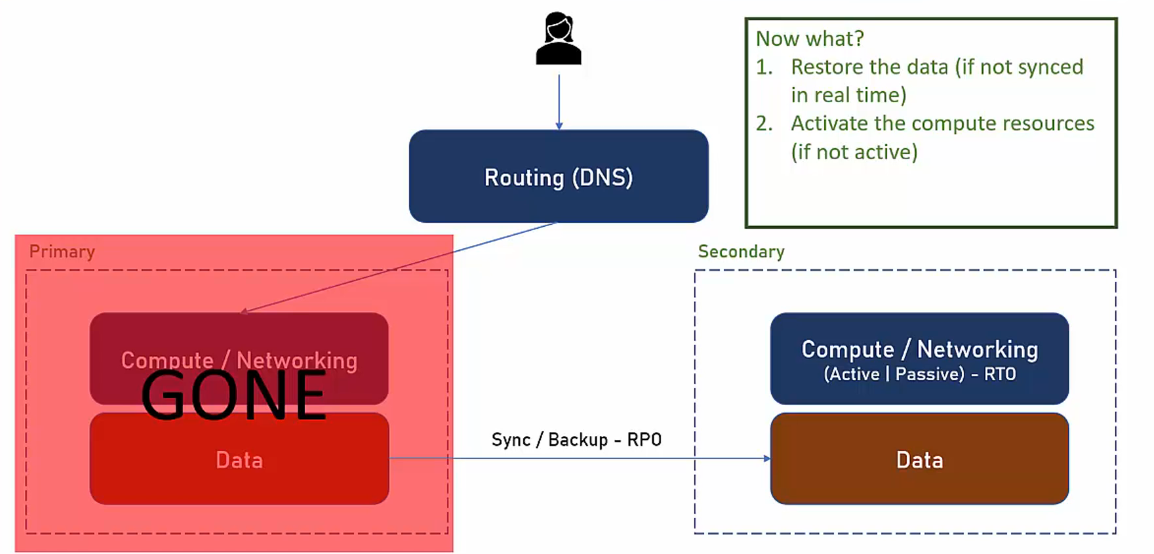 Now what?
1. Restore the data (if not synced
in real time)
2. Activate the compute resources
(if not active)
Routing (DNS)
Primary
Compute / Networking
GONE
Data
Sync / Backup - RPO
Secondary
Compute / Networking
(Active | Passive) - RTO
Data